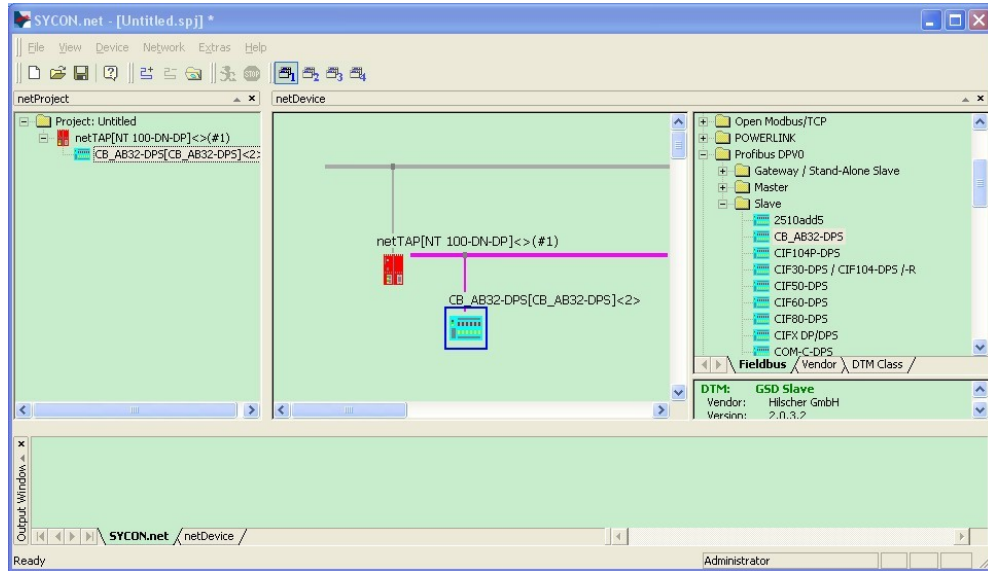 SYCON.net - [Untitled.spj] *
File View Device Network Extras Help
netProject
netDevice
Project: Untitled
netTAP[NT 100-DN-DP]<>(#1)
CB_AB32-DPS[CB_AB32-DPS]<2>
netTAP[NT 100-DN-DP]<>(#1)
CB_AB32-DPS[CB_AB32-DPS]<2>
Open Modbus/TCP
POWERLINK
Profibus DPV0
Gateway / Stand-Alone Slave
Master
Slave
2510add5
CB_AB32-DPS
CIF104P-DPS
CIF30-DPS / CIF104-DPS /-R
CIF50-DPS
CIF60-DPS
CIF80-DPS
CIFX DP/DPS
COM-C-DPS
Fieldbus Vendor DTM Class
DTM: GSD Slave
Vendor: Hilscher GmbH
Version: 2.0.3.2
Output Window
SYCON.net netDevice
Ready
Administrator